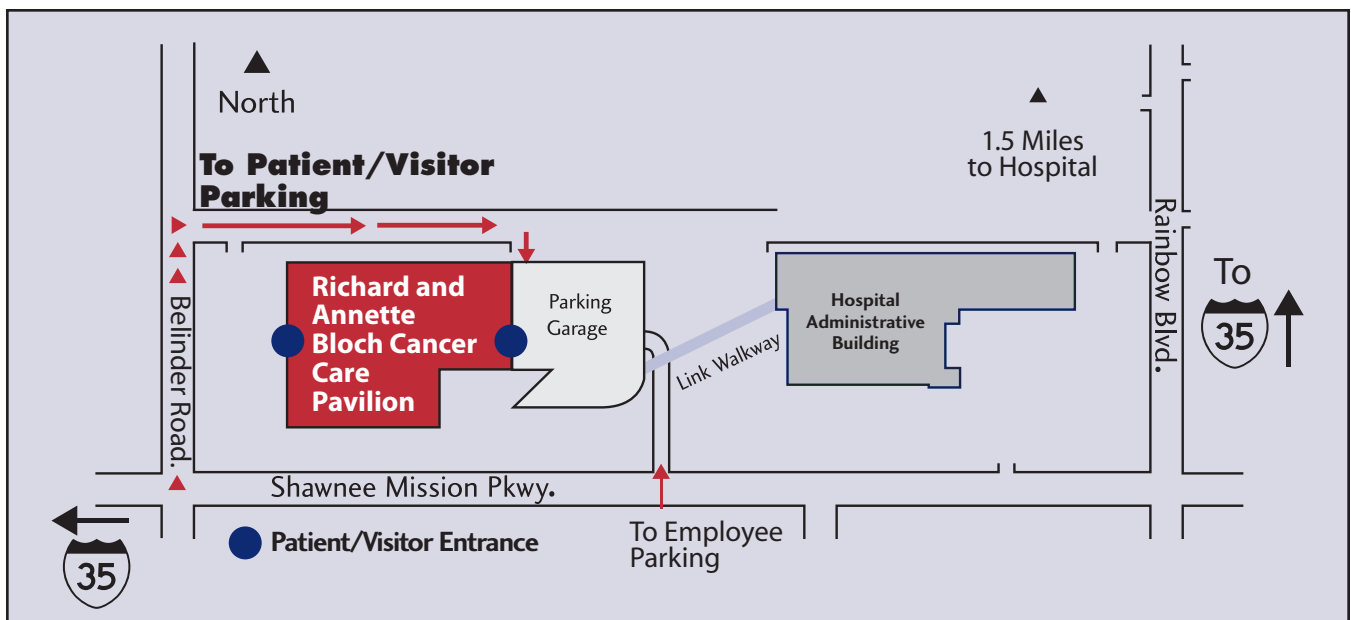 North
To Patient/Visitor
Parking
1.5 Miles
to Hospital
Rainbow Blvd.
To
35
Richard and
Annette
Bloch Cancer
Care
Pavilion
Parking
Garage
Hospital
Administrative
Building
Link Walkway
Belinder Road.
Shawnee Mission Pkwy.
35
Patient/Visitor Entrance
To Employee
Parking